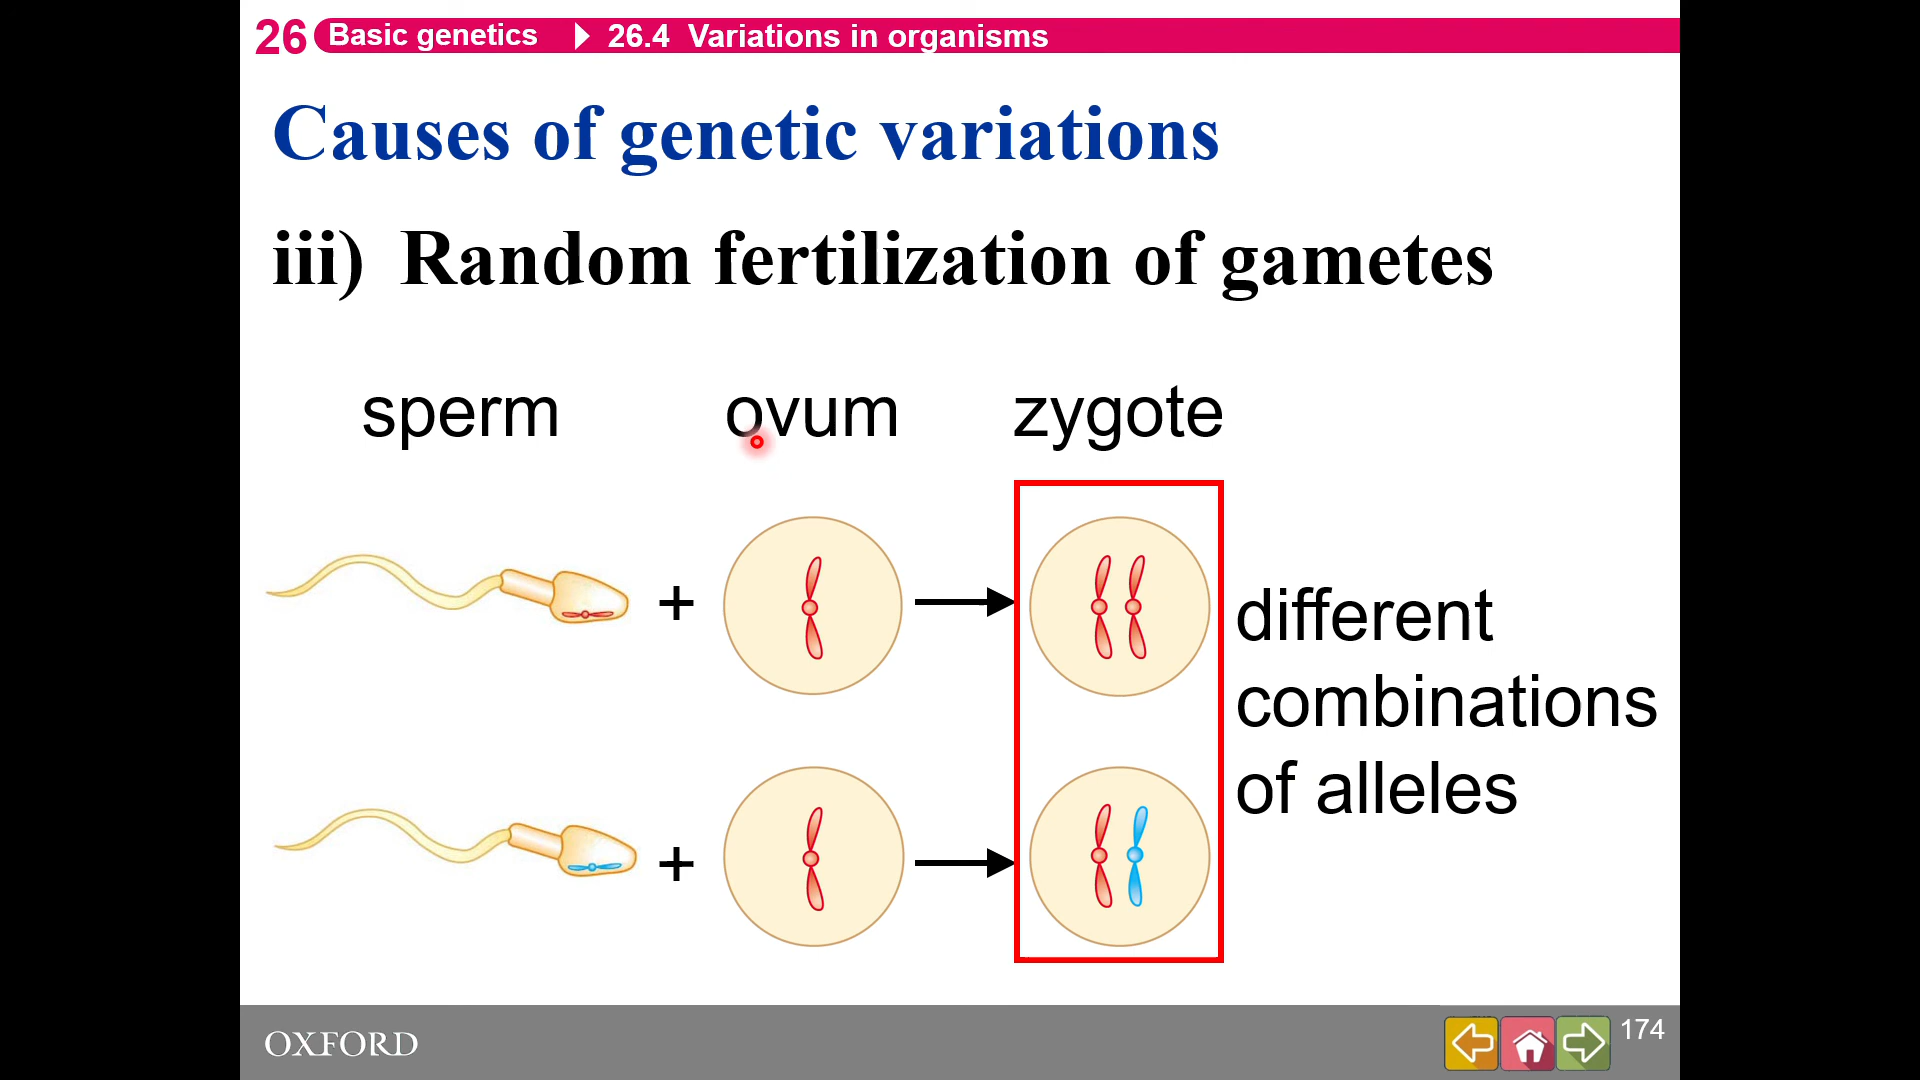 26 Basic genetics 26.4 Variations in organisms
Causes of genetic variations
iii) Random fertilization of gametes
sperm ovum zygote
+
different
combinations
of alleles
+
OXFORD
174